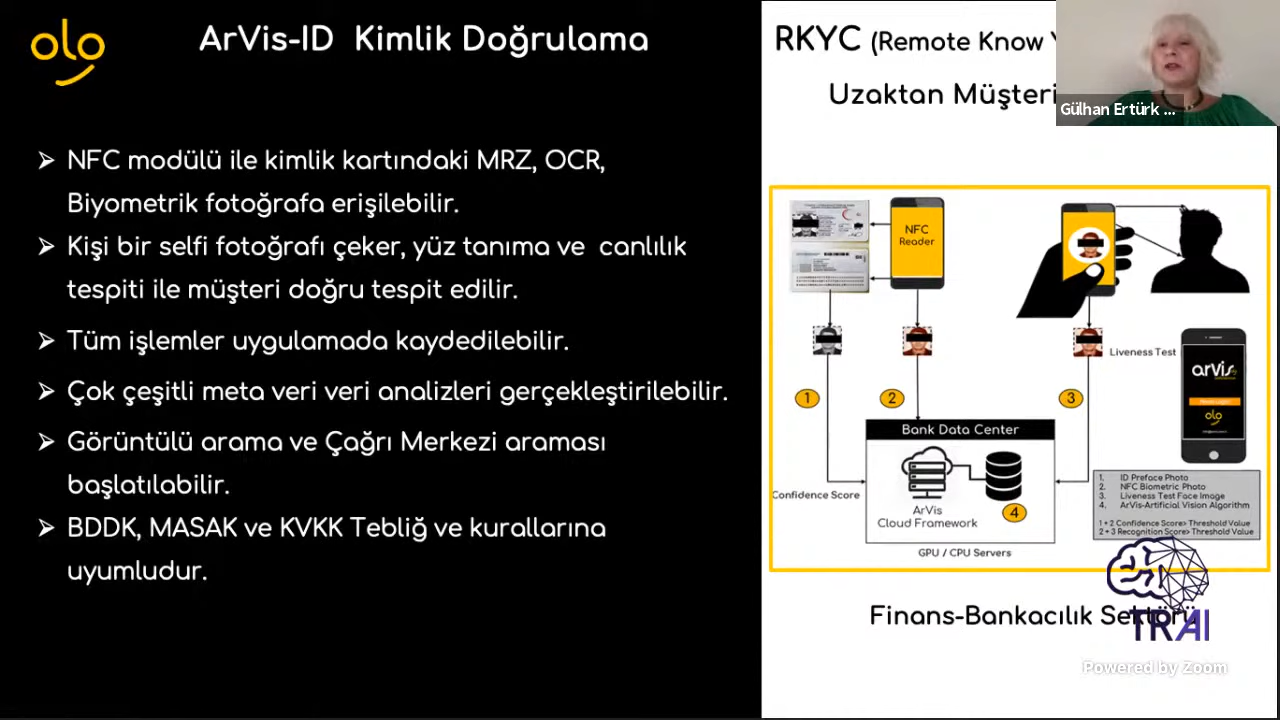 olo
ArVis-ID Kimlik Doğrulama
➢ NFC modülü ile kimlik kartındaki MRZ, OCR,
Biyometrik fotoğrafa erişilebilir.
➢ Kişi bir selfi fotoğrafı çeker, yüz tanıma ve canlılık
tespiti ile müşteri doğru tespit edilir.
➢ Tüm işlemler uygulamada kaydedilebilir.
➢ Çok çeşitli meta veri veri analizleri gerçekleştirilebilir.
➢ Görüntülü arama ve Çağrı Merkezi araması
başlatılabilir.
➢ BDDK, MASAK ve KVKK Tebliğ ve kurallarına
uyumludur.
RKYC (Remote Know
Uzaktan Müşteri
Gülhan Ertürk ...
NFC
Reader
Liveness Test
arVis
olo
1
2
3
Bank Data Center
Confidence Score
ArVis
Cloud Framework
4
GPU / CPU Servers
1. ID Preface Photo
2. NFC Biometric Photo
3. Liveness Test Face Image
4. ArVis-Artificial Vision Algorithm
1 + 2 Confidence Score> Threshold Value
2 + 3 Recognition Score> Threshold Value
Finans-Bankacılık Sektörü
TRAI
Powered by Zoom